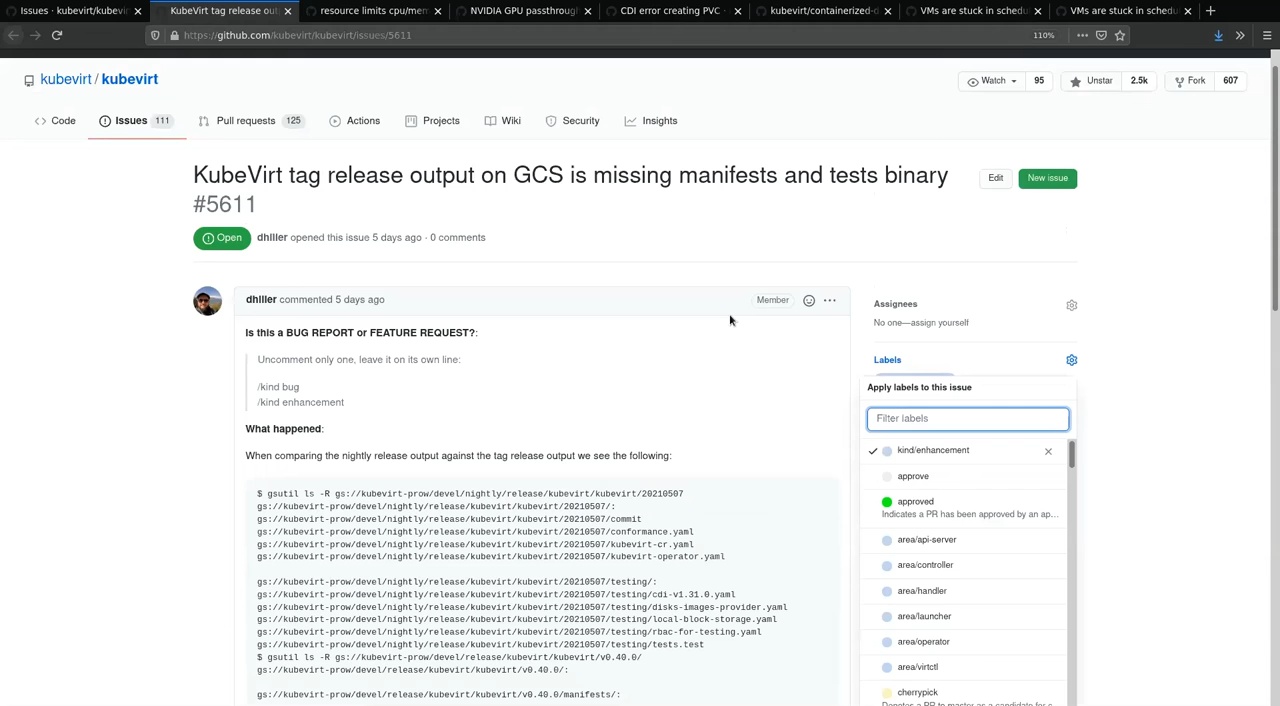 Issues · kubevirt/kubevir
KubeVirt tag release outp
resource limits cpu/mem
NVIDIA GPU passthroug
CDI error creating PVC
kubevirt/containerized-d
VMs are stuck in schedu
VMs are stuck in schedu
https://github.com/kubevirt/kubevirt/issues/5611
110%
kubevirt / kubevirt
Watch 95
Unstar 2.5k
Fork 607
Code
Issues 111
Pull requests 125
Actions
Projects
Wiki
Security
Insights
KubeVirt tag release output on GCS is missing manifests and tests binary
#5611
Edit
New issue
Open
dhiller opened this issue 5 days ago · 0 comments
dhiller commented 5 days ago
Member
Is this a BUG REPORT or FEATURE REQUEST?:
Uncomment only one, leave it on its own line:
/kind bug
/kind enhancement
What happened:
When comparing the nightly release output against the tag release output we see the following:
$ gsutil ls -R gs://kubevirt-prow/devel/nightly/release/kubevirt/kubevirt/20210507
gs://kubevirt-prow/devel/nightly/release/kubevirt/kubevirt/20210507/:
gs://kubevirt-prow/devel/nightly/release/kubevirt/kubevirt/20210507/commit
gs://kubevirt-prow/devel/nightly/release/kubevirt/kubevirt/20210507/conformance.yaml
gs://kubevirt-prow/devel/nightly/release/kubevirt/kubevirt/20210507/kubevirt-cr.yaml
gs://kubevirt-prow/devel/nightly/release/kubevirt/kubevirt/20210507/kubevirt-operator.yaml
gs://kubevirt-prow/devel/nightly/release/kubevirt/kubevirt/20210507/testing/:
gs://kubevirt-prow/devel/nightly/release/kubevirt/kubevirt/20210507/testing/cdi-v1.31.0.yaml
gs://kubevirt-prow/devel/nightly/release/kubevirt/kubevirt/20210507/testing/disks-images-provider.yaml
gs://kubevirt-prow/devel/nightly/release/kubevirt/kubevirt/20210507/testing/local-block-storage.yaml
gs://kubevirt-prow/devel/nightly/release/kubevirt/kubevirt/20210507/testing/rbac-for-testing.yaml
gs://kubevirt-prow/devel/nightly/release/kubevirt/kubevirt/20210507/testing/tests.test
$ gsutil ls -R gs://kubevirt-prow/devel/release/kubevirt/kubevirt/v0.40.0/
gs://kubevirt-prow/devel/release/kubevirt/kubevirt/v0.40.0/:
gs://kubevirt-prow/devel/release/kubevirt/kubevirt/v0.40.0/manifests/:
Assignees
No one—assign yourself
Labels
Apply labels to this issue
Filter labels
kind/enhancement
approve
approved
Indicates a PR has been approved by an ap...
area/api-server
area/controller
area/handler
area/launcher
area/operator
area/virtctl
cherrypick
Denotes a PR to master as a candidate for c...